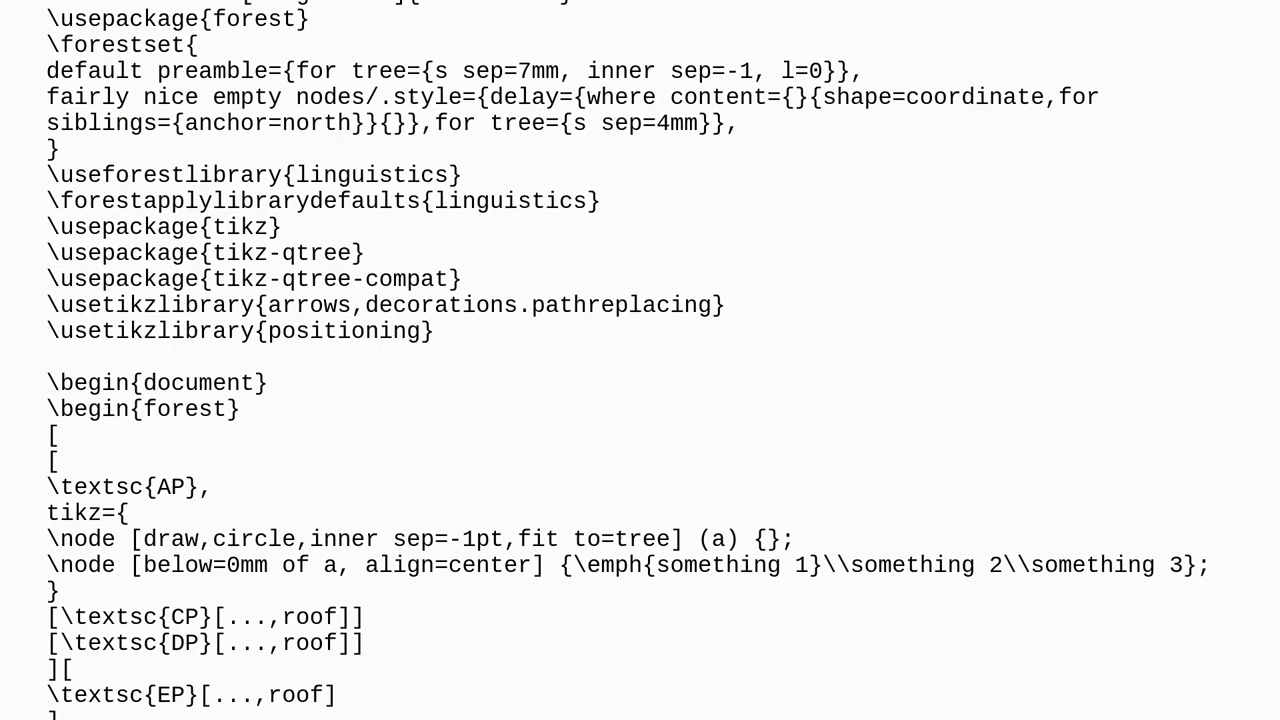 \usepackage{forest}
\forestset{
default preamble={for tree={s sep=7mm, inner sep=-1, l=0}},
fairly nice empty nodes/.style={delay={where content={}{shape=coordinate,for
siblings={anchor=north}}{}},for tree={s sep=4mm}},
}
\useforestlibrary{linguistics}
\forestapplylibrarydefaults{linguistics}
\usepackage{tikz}
\usepackage{tikz-qtree}
\usepackage{tikz-qtree-compat}
\usetikzlibrary{arrows,decorations.pathreplacing}
\usetikzlibrary{positioning}

\begin{document}
\begin{forest}
[
[
\textsc{AP},
tikz={
\node [draw,circle,inner sep=-1pt,fit to=tree] (a) {};
\node [below=0mm of a, align=center] {\emph{something 1}\\something 2\\something 3};
}
[\textsc{CP}[...,roof]]
[\textsc{DP}[...,roof]]
][
\textsc{EP}[...,roof]
]